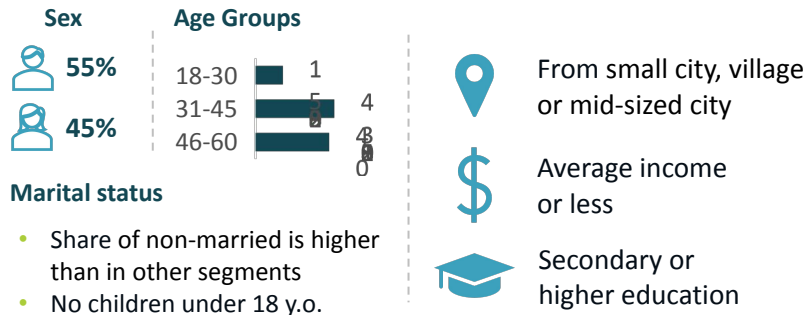 Sex
55%
45%
Age Groups
18-30
31-45
46-60
Marital status
• Share of non-married is higher
than in other segments
• No children under 18 y.o.
From small city, village
or mid-sized city
Average income
or less
Secondary or
higher education